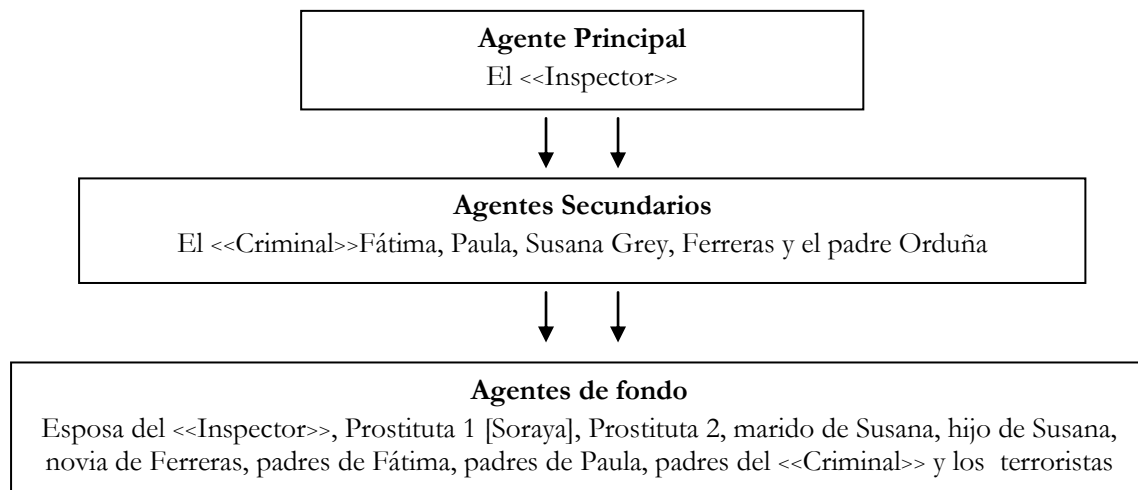 Agente Principal
El <<Inspector>>
Agentes Secundarios
El <<Criminal>>Fátima, Paula, Susana Grey, Ferreras y el padre Orduña
Agentes de fondo
Esposa del <<Inspector>>, Prostituta 1 [Soraya], Prostituta 2, marido de Susana, hijo de Susana,
novia de Ferreras, padres de Fátima, padres de Paula, padres del <<Criminal>> y los terroristas